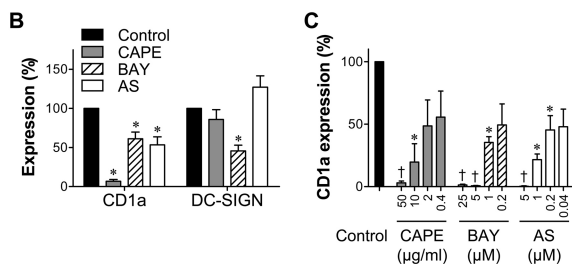 B
Expression (%)
150
100
50
0
Control
CAPE
BAY
AS
*
*
*
*
CD1a
DC-SIGN
C
CD1a expression (%)
100
50
0
†
*
† †
*
†
*
*
50 10 2 0.4
25 5 1 0.2
5 1 0.2 0.04
Control CAPE BAY AS
(µg/ml) (µM) (µM)